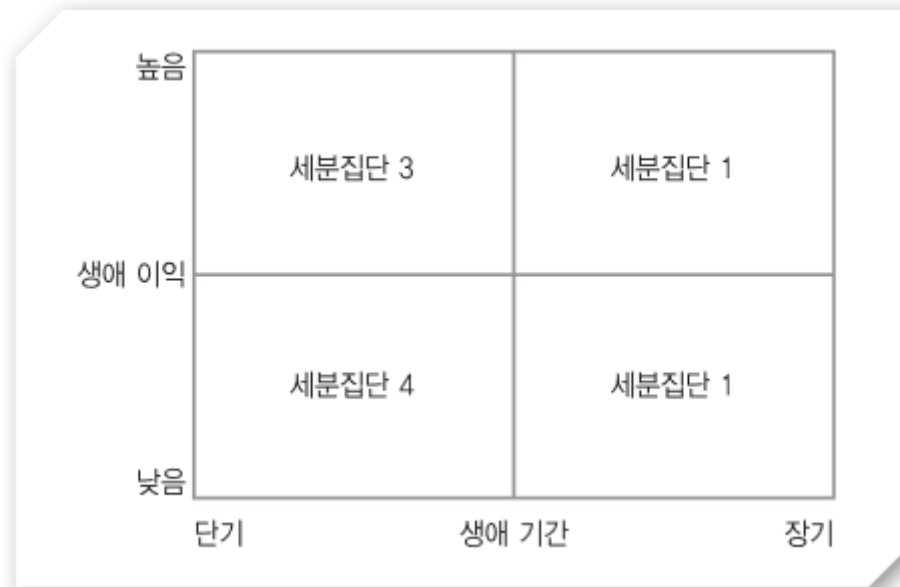 높음
세분집단 3 세분집단 1
생애 이익
세분집단 4 세분집단 1
낮음
단기 생애 기간 장기